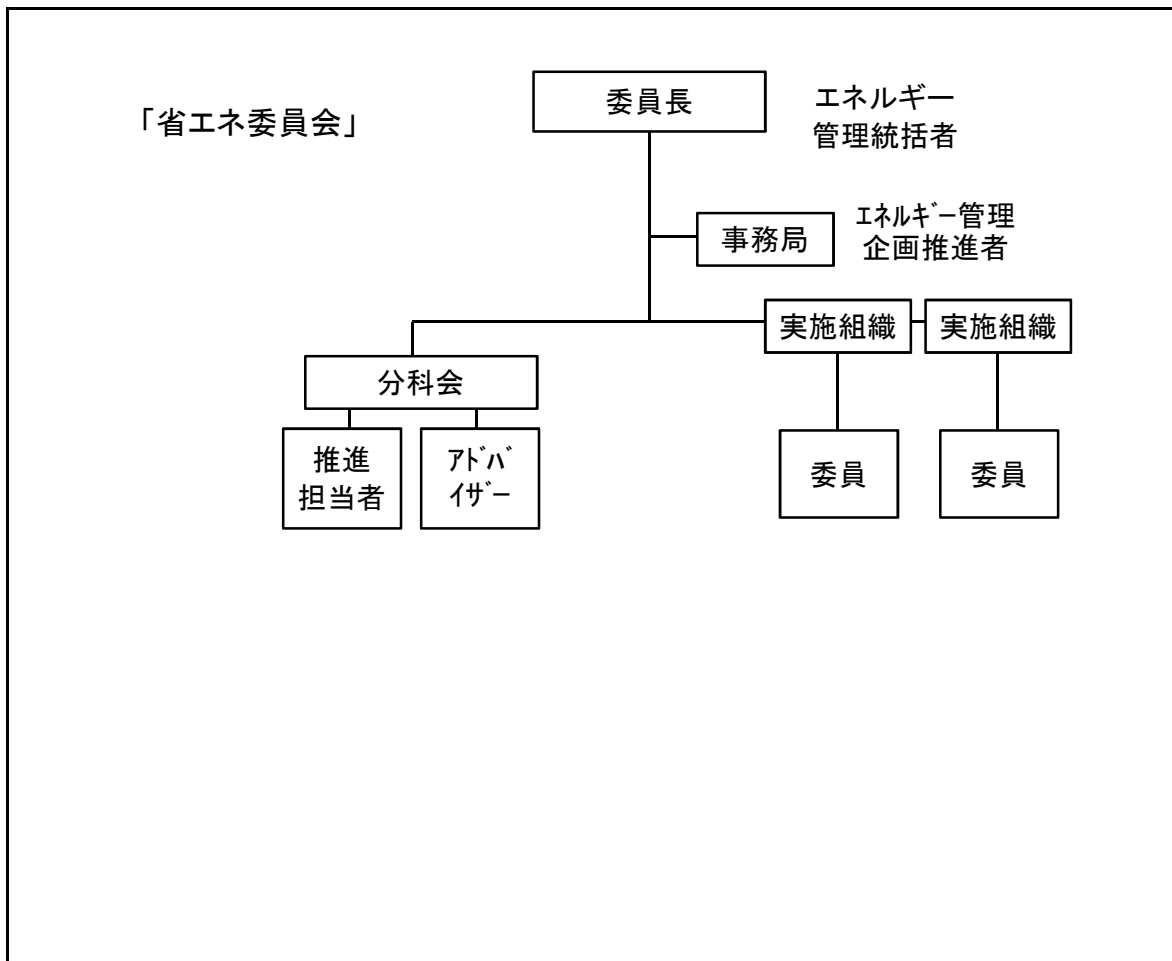 「省エネ委員会」
委員長
エネルギー
管理統括者
事務局
ｴﾈﾙｷﾞｰ管理
企画推進者
実施組織
実施組織
分科会
推進
担当者
ｱﾄﾞﾊﾞ
ｲｻﾞｰ
委員
委員